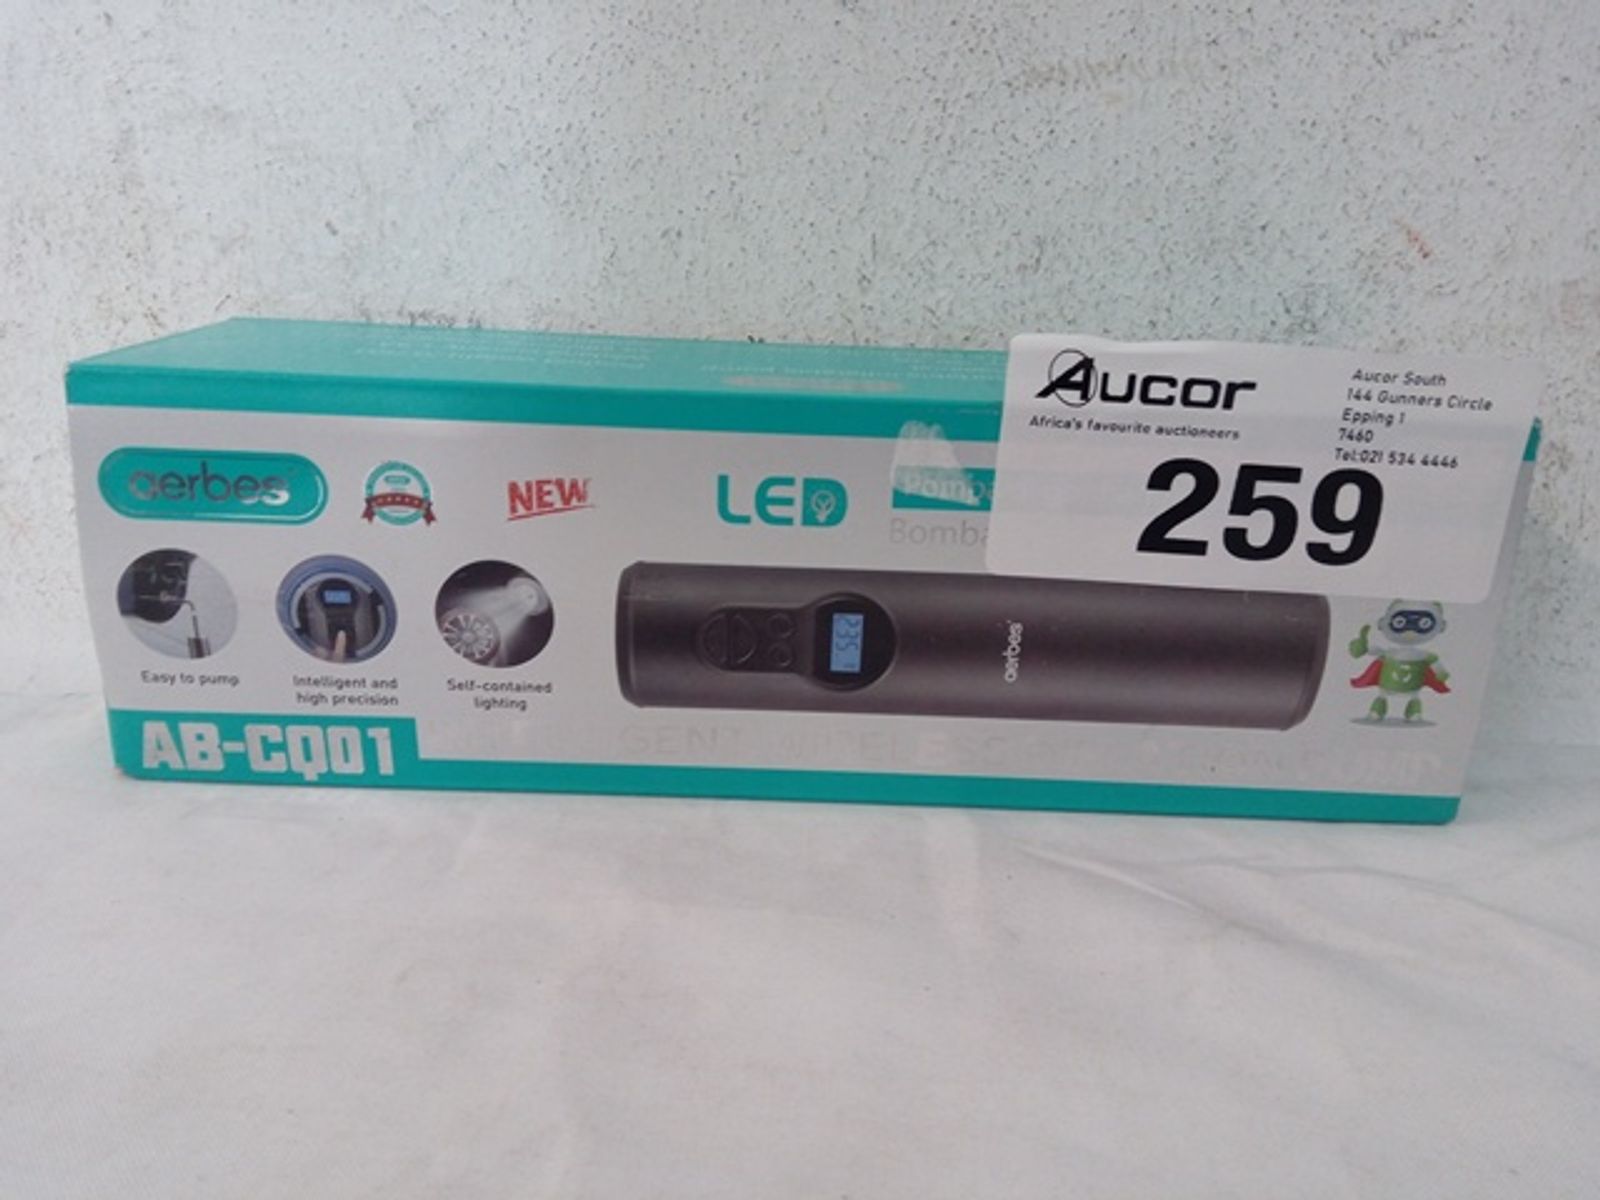 Aucor
Africa's favourite auctioneers
Aucor South
144 Gunners Circle
Epping 1
7460
Tel:021 534 4446
259
aerbes
NEW
LED
Easy to pump
Intelligent and
high precision
Self-contained
lighting
235
aerbes
AB-CQ01